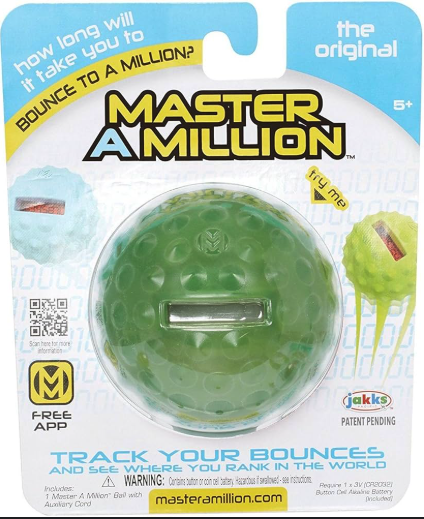 how long will
it take you to
BOUNCE TO A MILLION?
the
original
5+
MASTER
A MILLION™
try me
Scan here for more
information
M
FREE
APP
jakks
PATENT PENDING
TRACK YOUR BOUNCES
AND SEE WHERE YOU RANK IN THE WORLD
WARNING: Contains button or coin cell battery. Hazardous if swallowed - see instructions.
Includes:
1 Master A Million™ Ball with
Auxiliary Cord
masteramillion.com
Require 1 x 3V (CR2032)
Button Cell Alkaline Battery
(included)